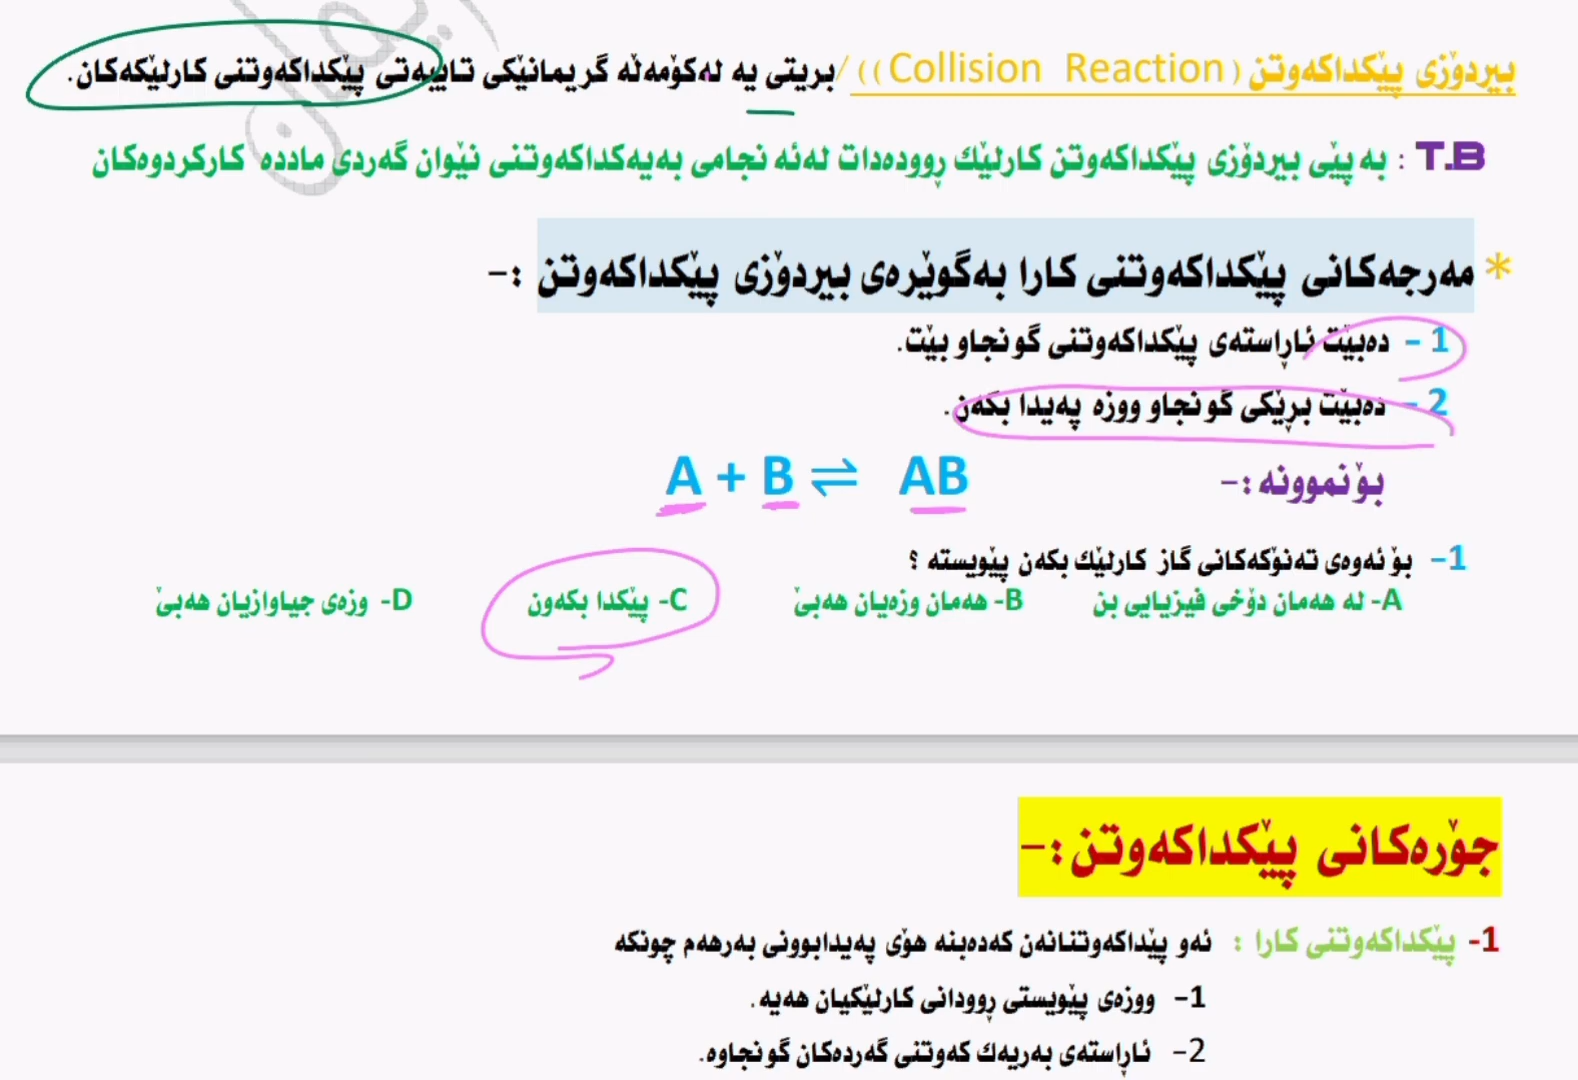 بیردۆزی پێکداکەوتن ( Collision Reaction ) ) / بریتی یە لەکۆمەڵە گریمانێکی تایبەتی پێکداکەوتنی کارلێکەکان.
T.B : بە پێی بیردۆزی پێکداکەوتن کارلێك ڕوودەدات لەئە نجامی بەیەکداکەوتنی نێوان گەردی ماددە کارکردوەکان
* مەرجەکانی پێکداکەوتنی کارا بەگوێرەی بیردۆزی پێکداکەوتن :-
1 - دەبێت ئاڕاستەی پێکداکەوتنی گونجاو بێت.
2 - دەبێت بڕێکی گونجاو ووزە پەیدا بکەن.
بۆنموونە :- A + B ⇌ AB
1- بۆ ئەوەی تەنۆکەکانی گاز کارلێك بکەن پێویستە ؟
A- لە هەمان دۆخی فیزیایی بن B- هەمان وزەیان هەبێ C- پێکدا بکەون D- وزەی جیاوازیان هەبێ
جۆرەکانی پێکداکەوتن :-
1- پێکداکەوتنی کارا : ئەو پێداکەوتنانەن کەدەبنە هۆی پەیدابوونی بەرهەم چونکە
1- ووزەی پێویستی ڕوودانی کارلێکیان هەیە.
2- ئاڕاستەی بەریەك کەوتنی گەردەکان گونجاوە.